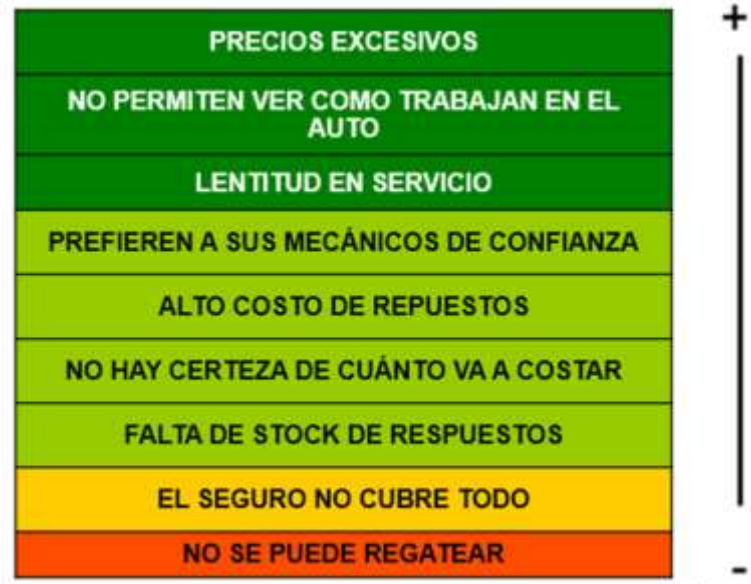 PRECIOS EXCESIVOS
NO PERMITEN VER COMO TRABAJAN EN EL
AUTO
LENTITUD EN SERVICIO
PREFIEREN A SUS MECÁNICOS DE CONFIANZA
ALTO COSTO DE REPUESTOS
NO HAY CERTEZA DE CUÁNTO VA A COSTAR
FALTA DE STOCK DE RESPUESTOS
EL SEGURO NO CUBRE TODO
NO SE PUEDE REGATEAR
+
-